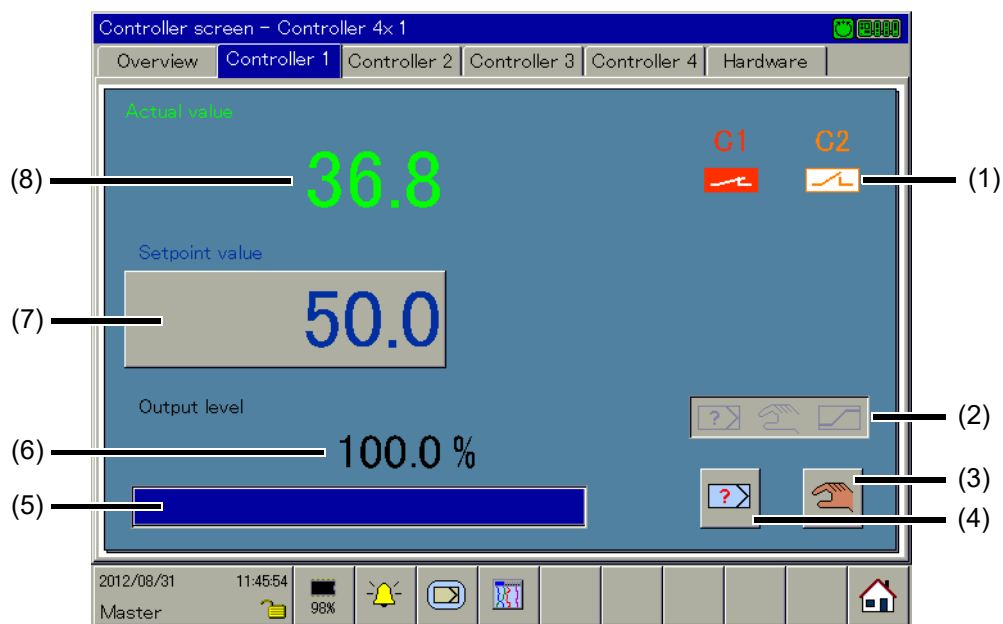 Controller screen - Controller 4x 1
Overview Controller 1 Controller 2 Controller 3 Controller 4 Hardware
Actual value
C1 C2
(8) 36.8 (1)
Setpoint value
(7) 50.0
Output level
? (2)
(6) 100.0 %
(3)
(5) ? (4)
2012/08/31 11:45:54
98%
Master